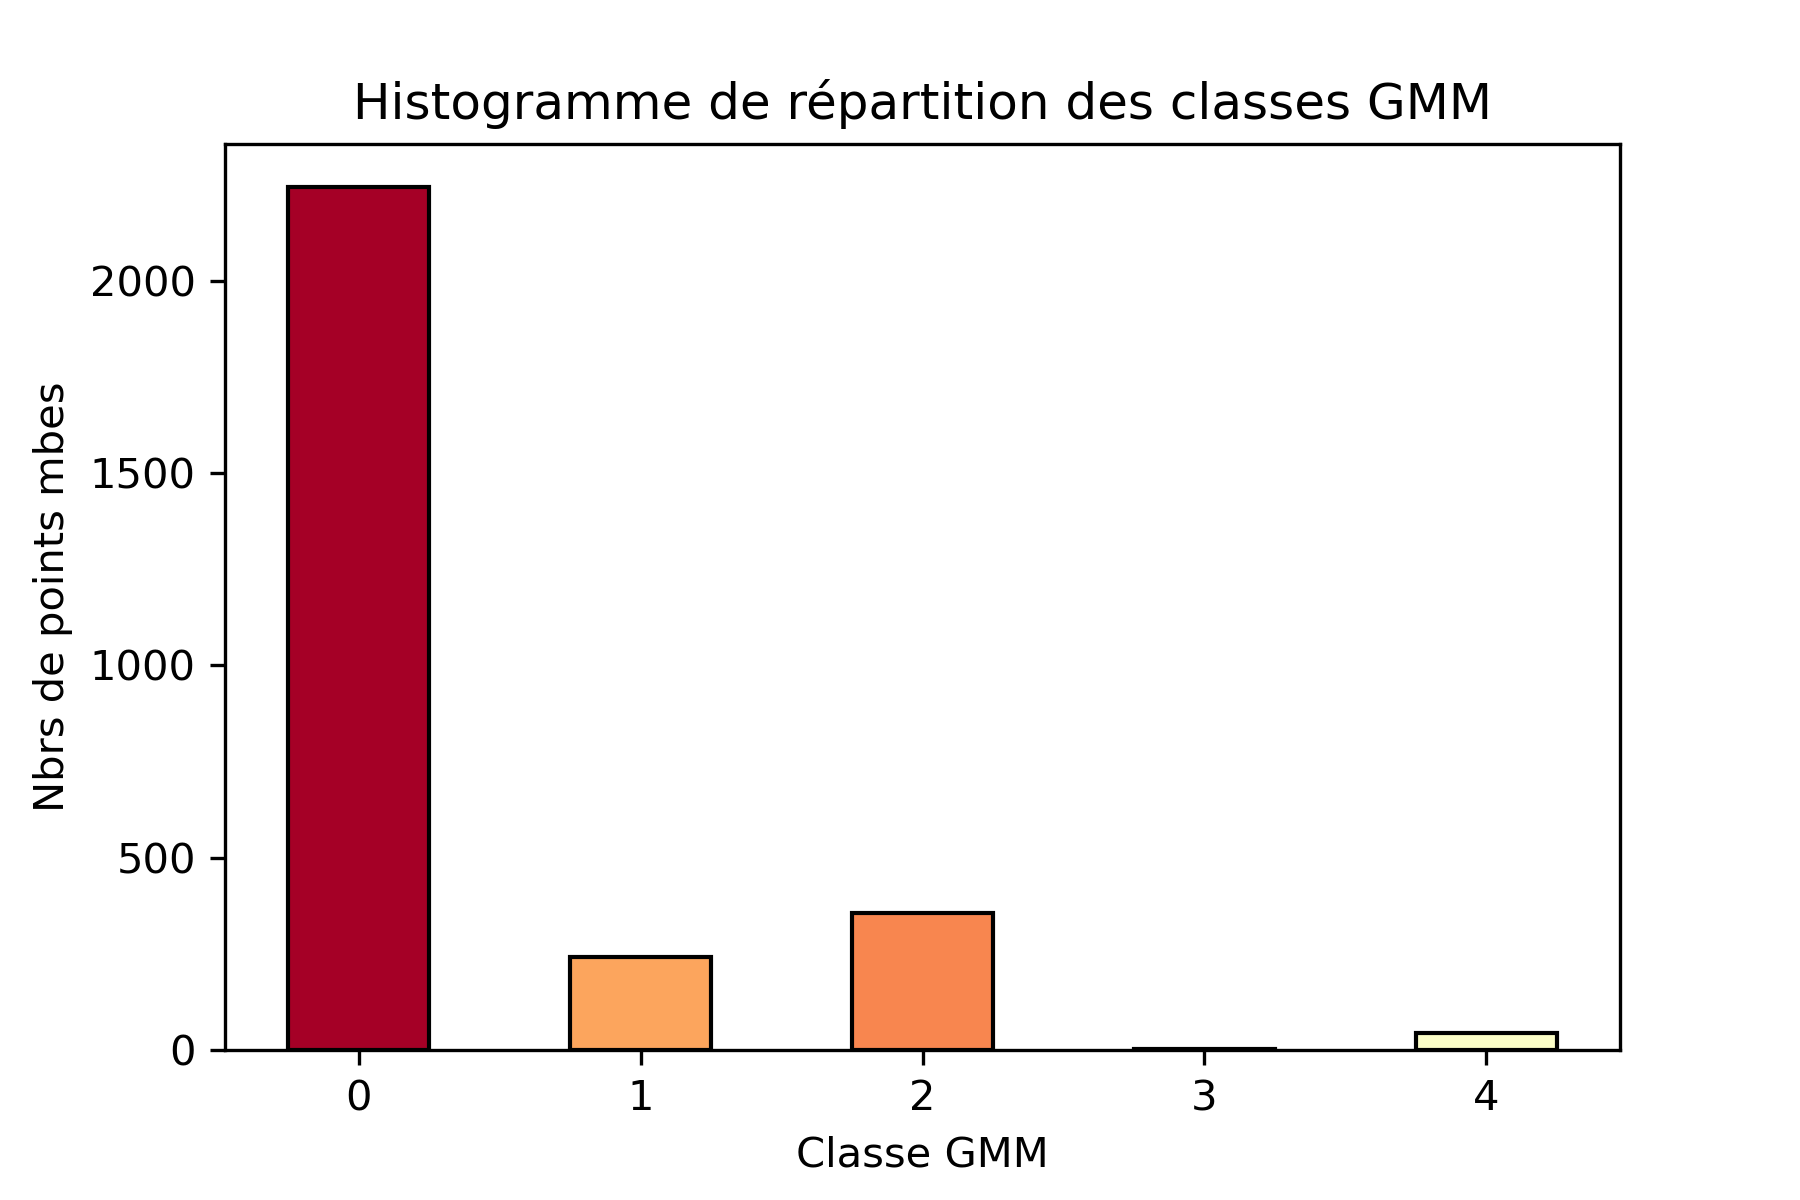 Histogramme de répartition des classes GMM
Nbrs de points mbes
2000
1500
1000
500
0
0 1 2 3 4
Classe GMM